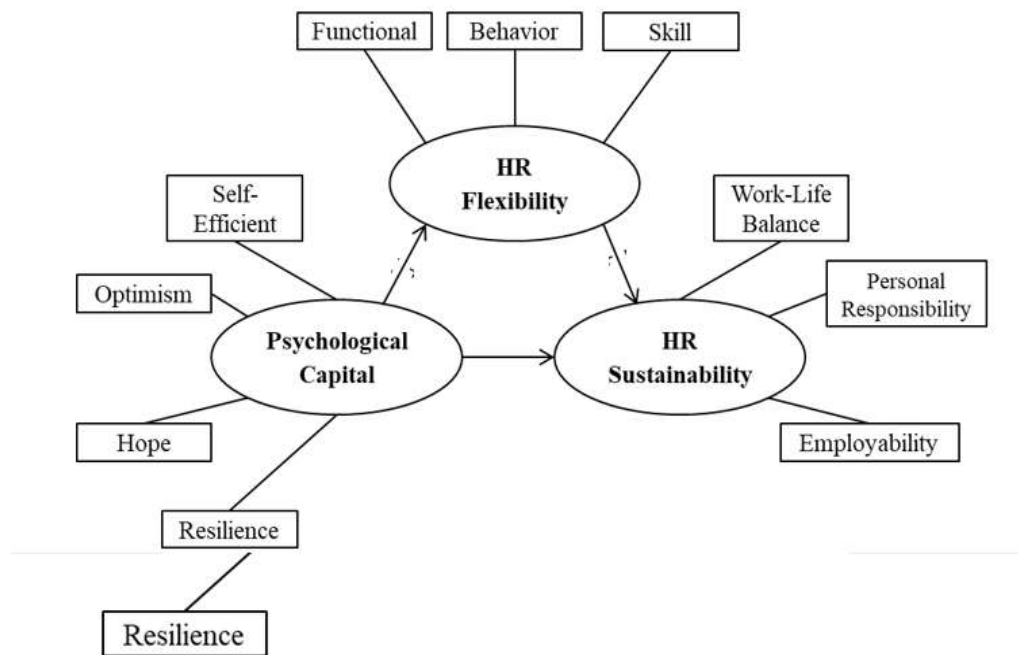 Functional
Behavior
Skill
HR
Flexibility
Self-
Efficient
Work-Life
Balance
Optimism
Personal
Responsibility
Psychological
Capital
HR
Sustainability
Hope
Employability
Resilience
Resilience